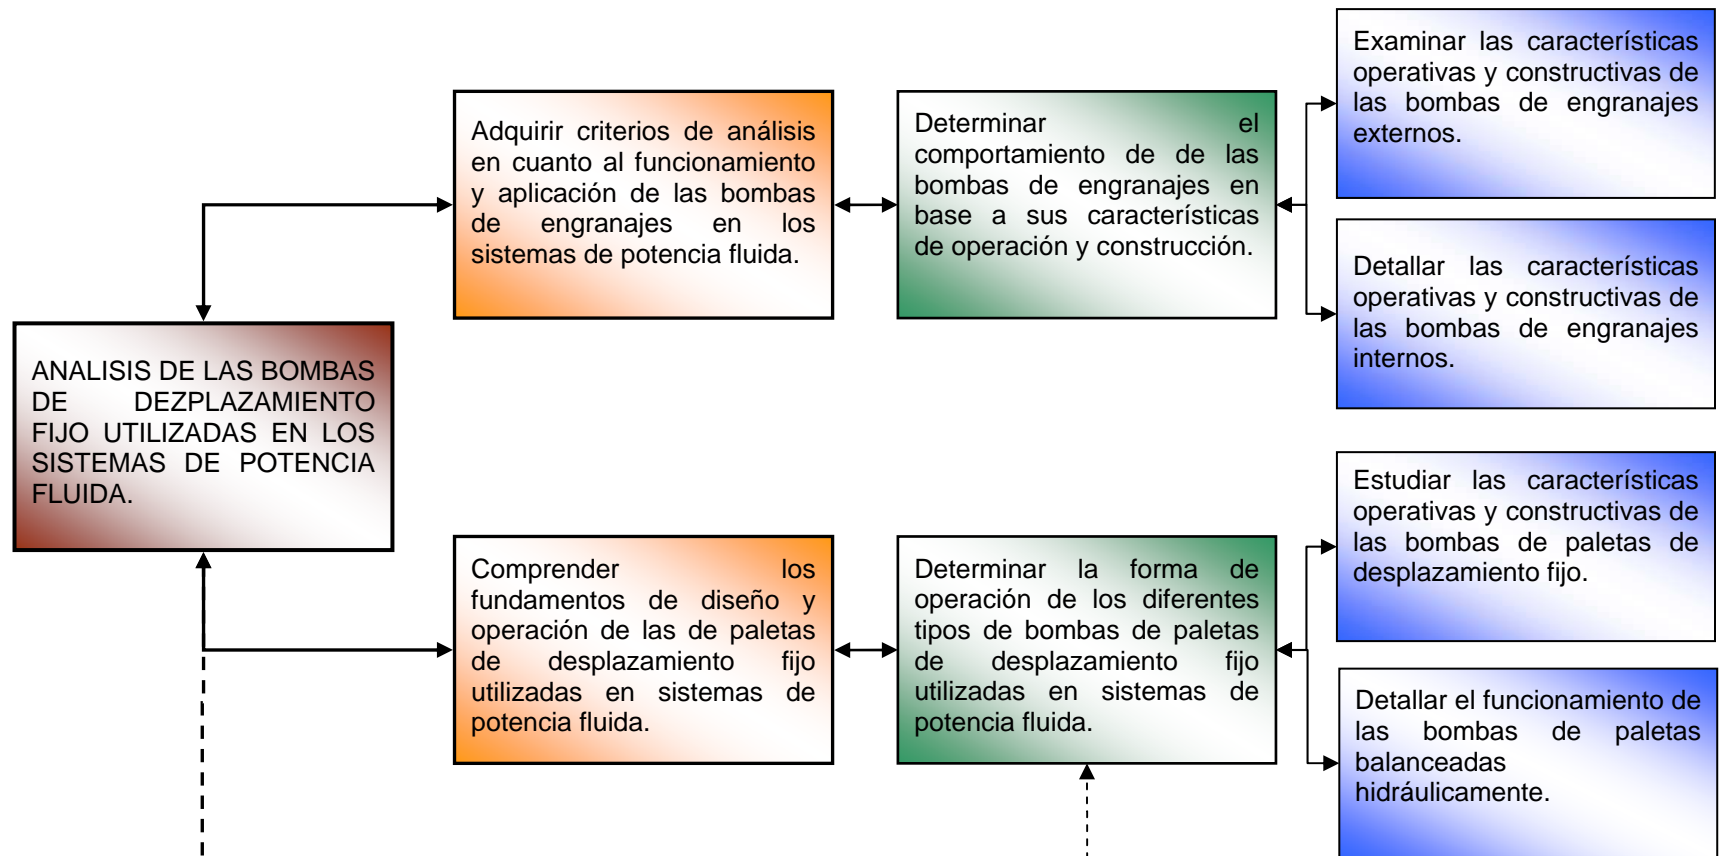 ANALISIS DE LAS BOMBAS
DE DEZPLAZAMIENTO
FIJO UTILIZADAS EN LOS
SISTEMAS DE POTENCIA
FLUIDA.
Adquirir criterios de análisis
en cuanto al funcionamiento
y aplicación de las bombas
de engranajes en los
sistemas de potencia fluida.
Determinar el
comportamiento de de las
bombas de engranajes en
base a sus características
de operación y construcción.
Examinar las características
operativas y constructivas de
las bombas de engranajes
externos.
Detallar las características
operativas y constructivas de
las bombas de engranajes
internos.
Comprender los
fundamentos de diseño y
operación de las de paletas
de desplazamiento fijo
utilizadas en sistemas de
potencia fluida.
Determinar la forma de
operación de los diferentes
tipos de bombas de paletas
de desplazamiento fijo
utilizadas en sistemas de
potencia fluida.
Estudiar las características
operativas y constructivas de
las bombas de paletas de
desplazamiento fijo.
Detallar el funcionamiento de
las bombas de paletas
balanceadas
hidráulicamente.